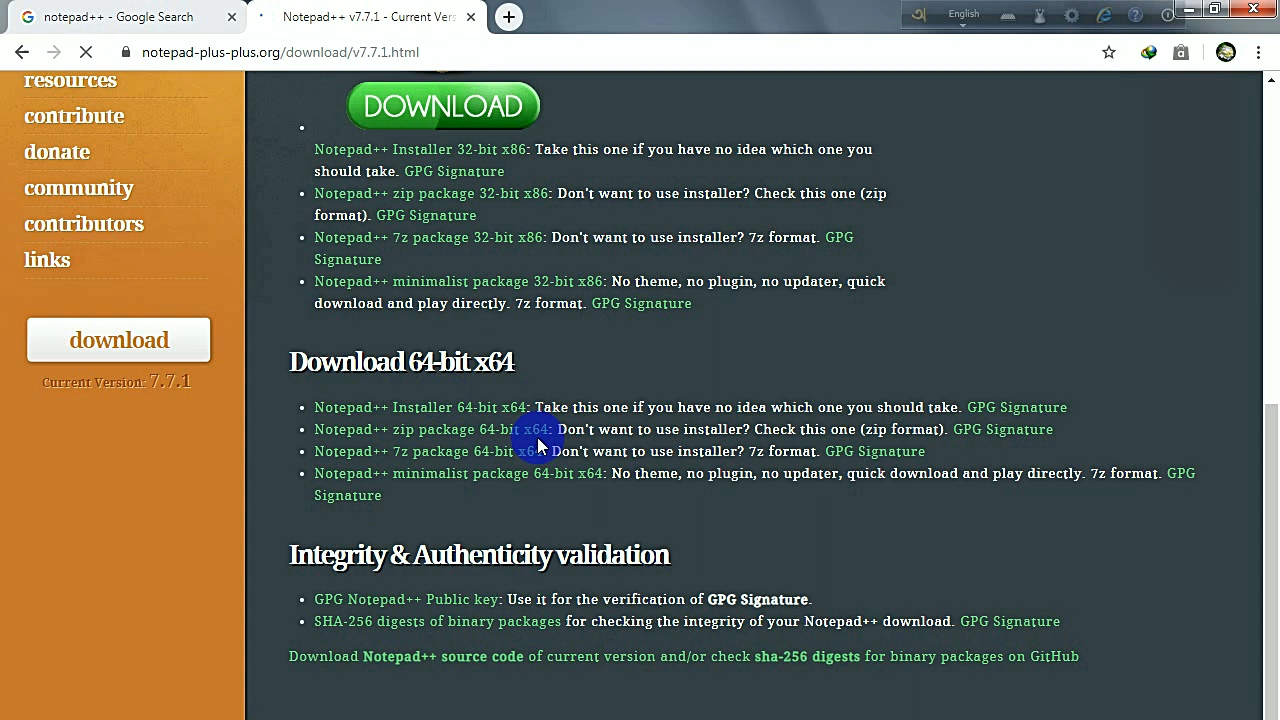 notepad++ - Google Search
Notepad++ v7.7.1 - Current Vers
English
notepad-plus-plus.org/download/v7.7.1.html
resources
contribute
donate
community
contributors
links
download
Current Version: 7.7.1
DOWNLOAD
Notepad++ Installer 32-bit x86: Take this one if you have no idea which one you
should take. GPG Signature
Notepad++ zip package 32-bit x86: Don't want to use installer? Check this one (zip
format). GPG Signature
Notepad++ 7z package 32-bit x86: Don't want to use installer? 7z format. GPG
Signature
Notepad++ minimalist package 32-bit x86: No theme, no plugin, no updater, quick
download and play directly. 7z format. GPG Signature
Download 64-bit x64
Notepad++ Installer 64-bit x64: Take this one if you have no idea which one you should take. GPG Signature
Notepad++ zip package 64-bit x64: Don't want to use installer? Check this one (zip format). GPG Signature
Notepad++ 7z package 64-bit x64: Don't want to use installer? 7z format. GPG Signature
Notepad++ minimalist package 64-bit x64: No theme, no plugin, no updater, quick download and play directly. 7z format. GPG
Signature
Integrity & Authenticity validation
GPG Notepad++ Public key: Use it for the verification of GPG Signature.
SHA-256 digests of binary packages for checking the integrity of your Notepad++ download. GPG Signature
Download Notepad++ source code of current version and/or check sha-256 digests for binary packages on GitHub